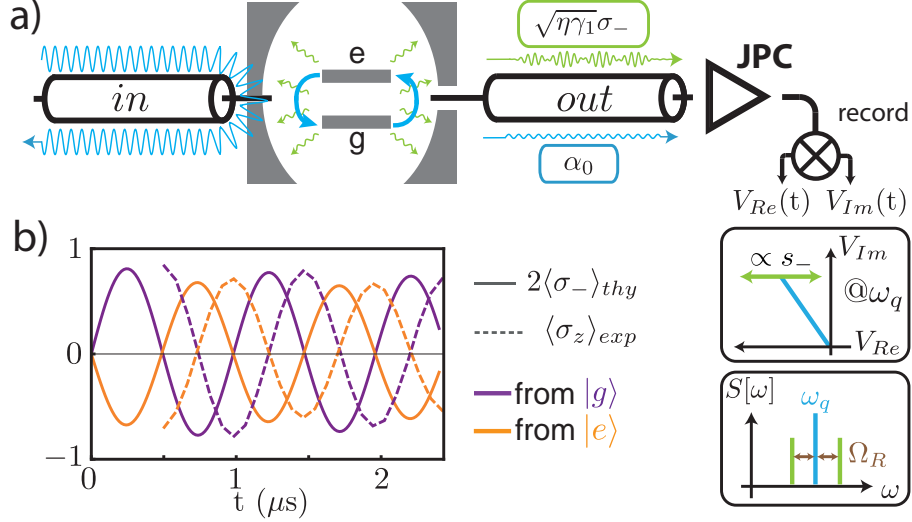 a)
in
e
g
√ηγ₁σ₋
out
α₀
JPC
record
V_Re(t) V_Im(t)
∝ s₋
V_Im
@ω_q
V_Re
S[ω]
ω_q
Ω_R
ω
b)
1
0
−1
0 1 2
t (μs)
2⟨σ₋⟩_thy
⟨σ_z⟩_exp
from |g⟩
from |e⟩